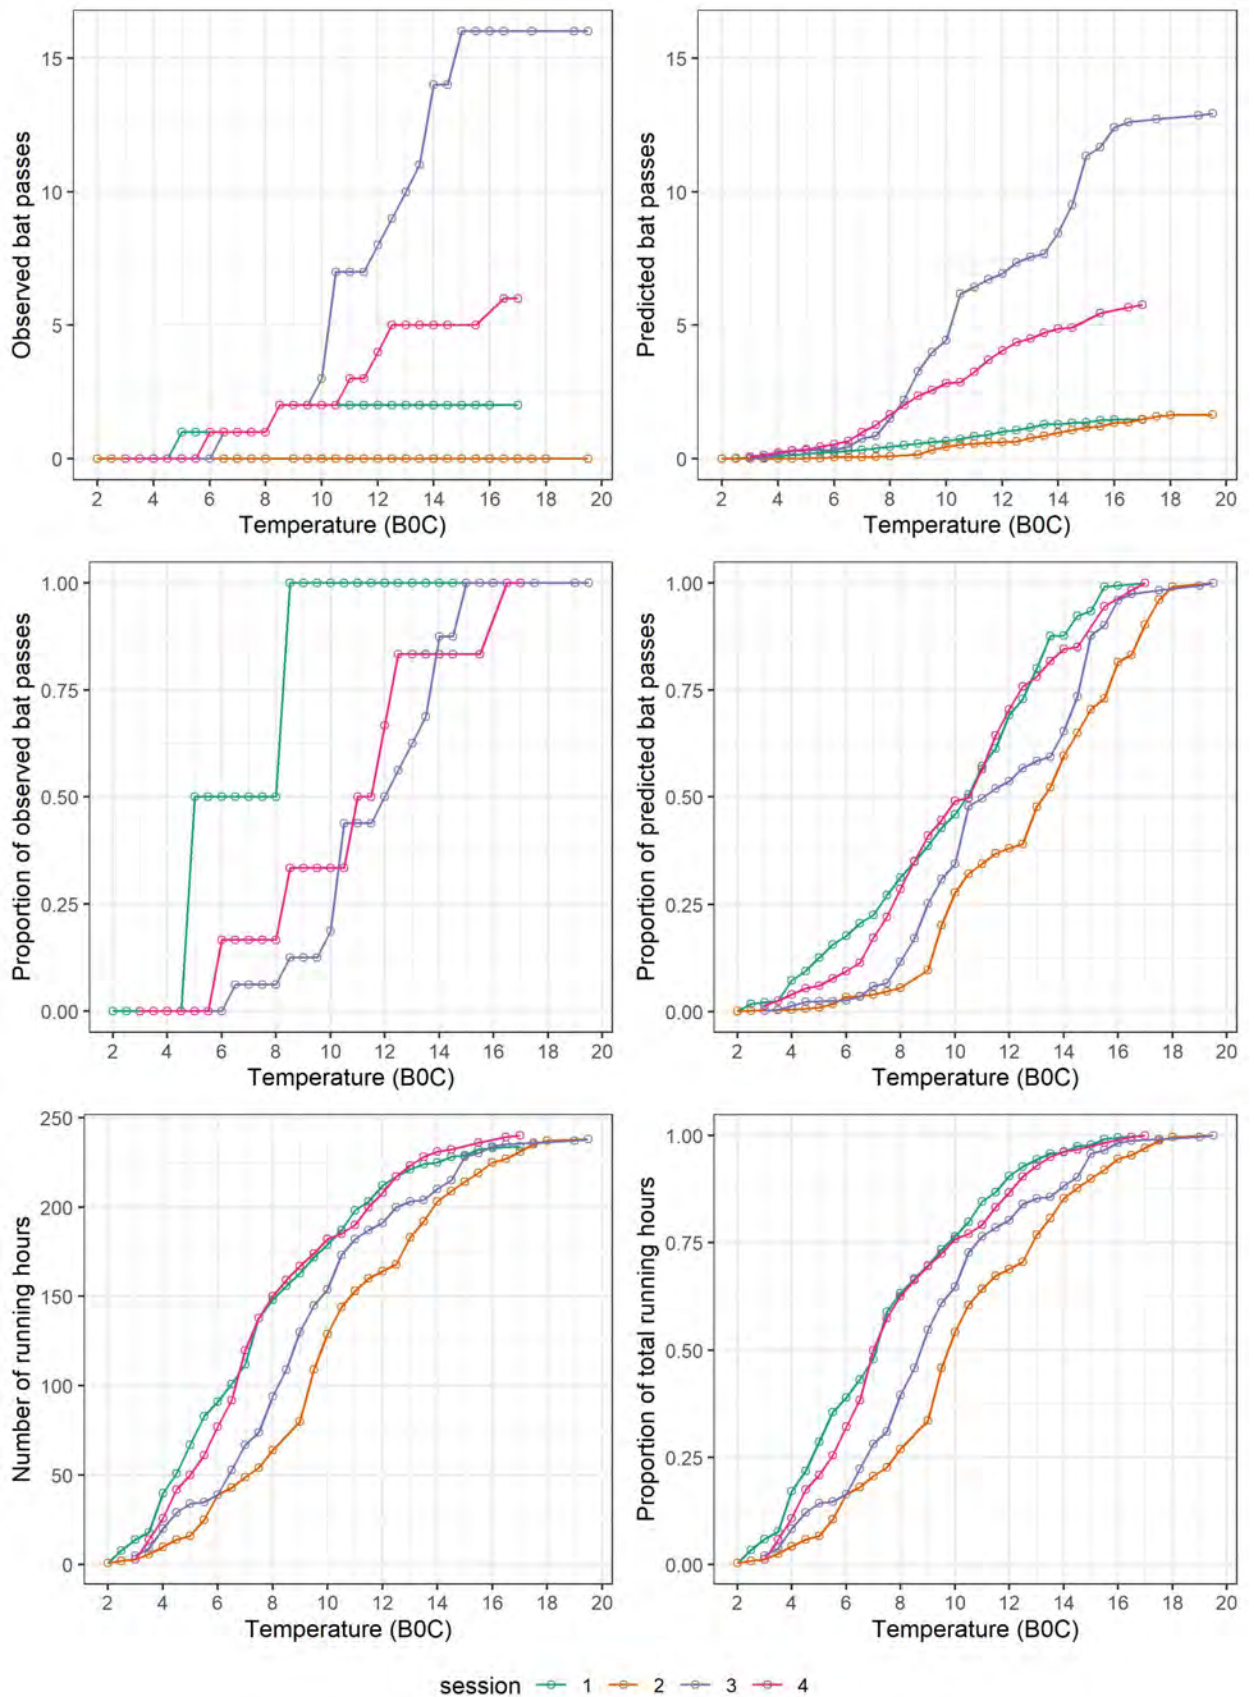 Observed bat passes
15
10
5
0
2 4 6 8 10 12 14 16 18 20
Temperature (B0C)
Predicted bat passes
15
10
5
0
2 4 6 8 10 12 14 16 18 20
Temperature (B0C)
Proportion of observed bat passes
1.00
0.75
0.50
0.25
0.00
2 4 6 8 10 12 14 16 18 20
Temperature (B0C)
Proportion of predicted bat passes
1.00
0.75
0.50
0.25
0.00
2 4 6 8 10 12 14 16 18 20
Temperature (B0C)
Number of running hours
250
200
150
100
50
0
2 4 6 8 10 12 14 16 18 20
Temperature (B0C)
Proportion of total running hours
1.00
0.75
0.50
0.25
0.00
2 4 6 8 10 12 14 16 18 20
Temperature (B0C)
session 1 2 3 4